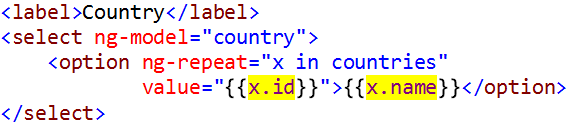 <label>Country</label>
<select ng-model="country">
    <option ng-repeat="x in countries"
            value="{{x.id}}">{{x.name}}</option>
</select>